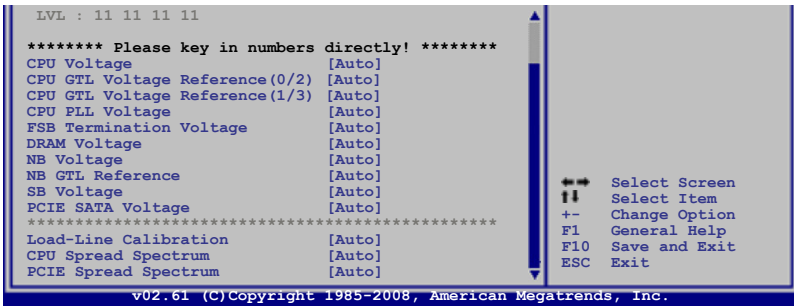 LVL : 11 11 11 11
******** Please key in numbers directly! ********
CPU Voltage [Auto]
CPU GTL Voltage Reference(0/2) [Auto]
CPU GTL Voltage Reference(1/3) [Auto]
CPU PLL Voltage [Auto]
FSB Termination Voltage [Auto]
DRAM Voltage [Auto]
NB Voltage [Auto]
NB GTL Reference [Auto]
SB Voltage [Auto]
PCIE SATA Voltage [Auto]
*************************************************
Load-Line Calibration [Auto]
CPU Spread Spectrum [Auto]
PCIE Spread Spectrum [Auto]
←→ Select Screen
↑↓ Select Item
+- Change Option
F1 General Help
F10 Save and Exit
ESC Exit
v02.61 (C)Copyright 1985-2008, American Megatrends, Inc.